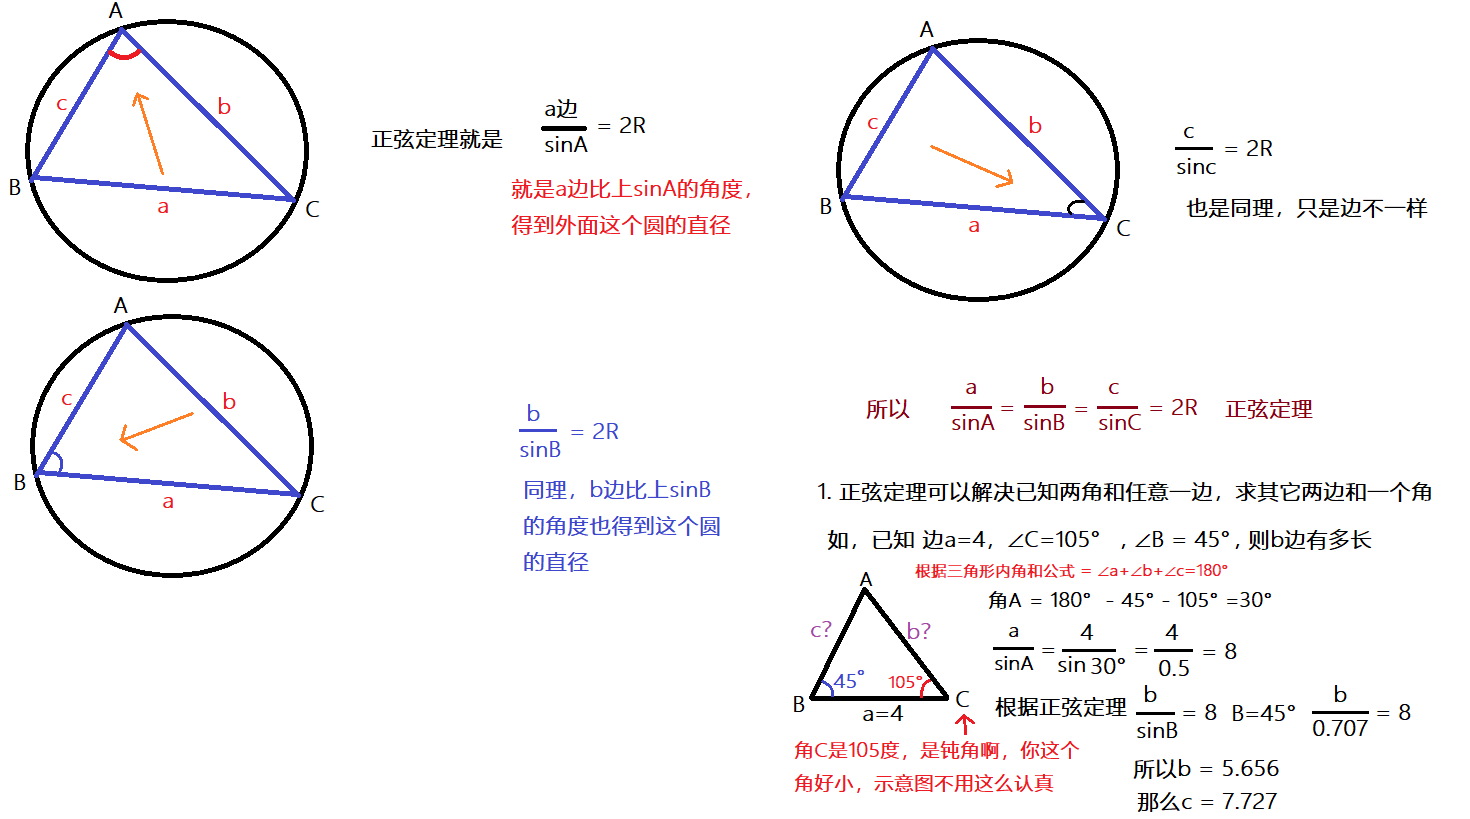 A
c
b
B
a
C
正弦定理就是
a边
sinA
= 2R
就是a边比上sinA的角度，
得到外面这个圆的直径
A
c
b
B
a
C
b
sinB
= 2R
同理，b边比上sinB
的角度也得到这个圆
的直径
A
c
b
B
a
C
c
sinc
= 2R
也是同理，只是边不一样
所以
a
sinA
=
b
sinB
=
c
sinC
= 2R
正弦定理
1. 正弦定理可以解决已知两角和任意一边，求其它两边和一个角
如，已知 边a=4，∠C=105° , ∠B = 45° , 则b边有多长
根据三角形内角和公式 = ∠a+∠b+∠c=180°
角A = 180° - 45° - 105° =30°
a
sinA
=
4
sin 30°
=
4
0.5
= 8
A
c?
b?
45°
105°
B
a=4
C
根据正弦定理
b
sinB
= 8
B=45°
b
0.707
= 8
角C是105度，是钝角啊，你这个
角好小，示意图不用这么认真
所以b = 5.656
那么c = 7.727